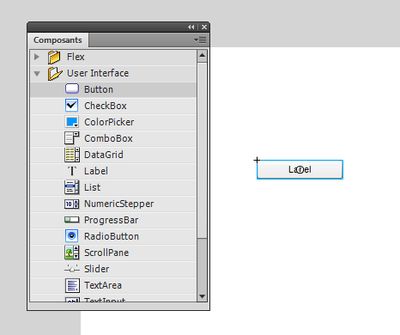 Composants
Flex
User Interface
Button
CheckBox
ColorPicker
ComboBox
DataGrid
Label
List
NumericStepper
ProgressBar
RadioButton
ScrollPane
Slider
TextArea
TextInput
Label